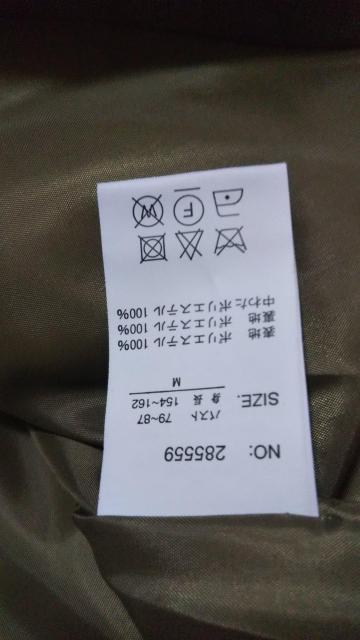 NO: 285559
SIZE. バスト 79~87
身長 154~162
M
表地 ポリエステル 100%
裏地 ポリエステル 100%
中わた ポリエステル 100%
F W